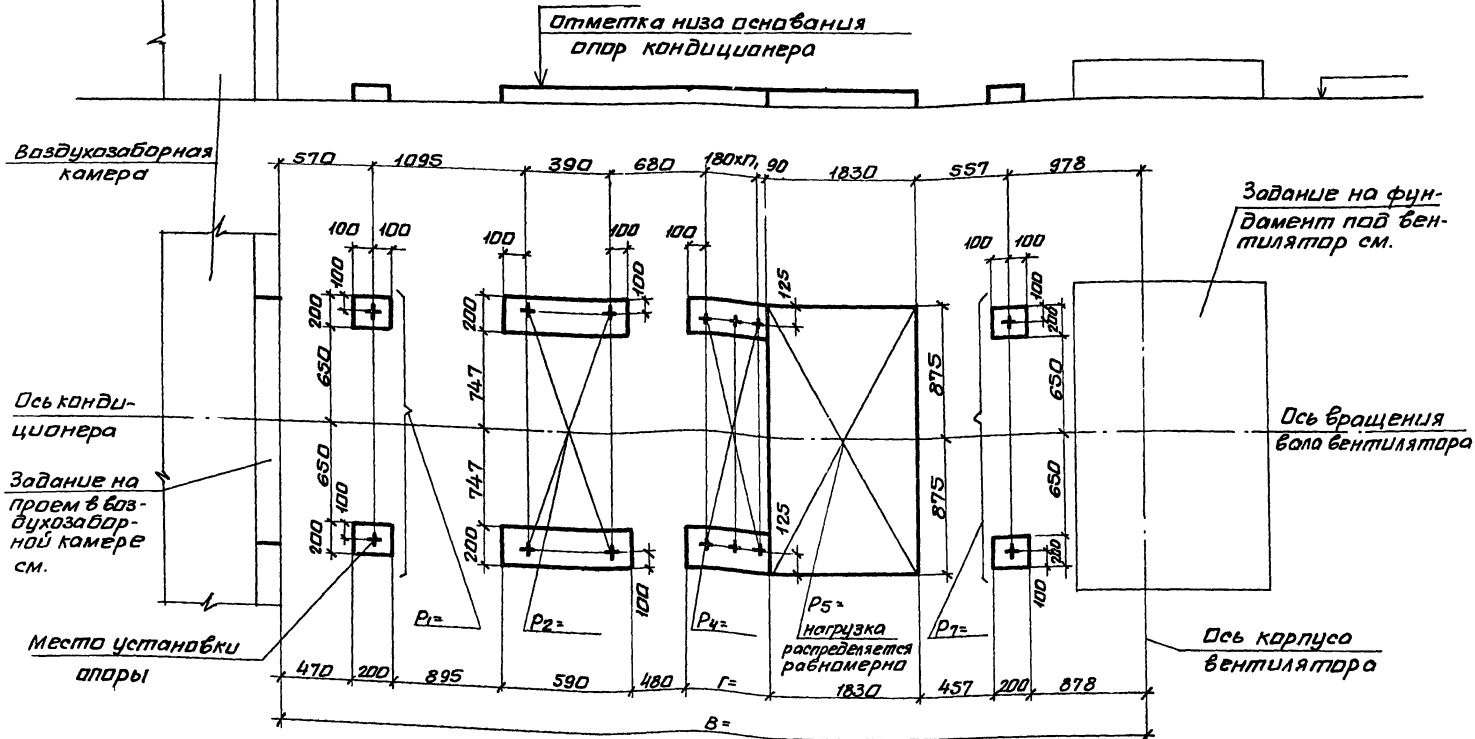 Отметка низа основания
опор кондиционера
Воздухозаборная
камера
570
1095
390
680
180хп,
90
1830
557
978
Задание на фун-
дамент под вен-
тилятор см.
100
100
100
100
100
100
100
100
100
125
100
200
200
200
650
747
875
650
Ось конди-
ционера
Ось вращения
вала вентилятора
Задание на
проем в воз-
духозабор-
ной камере
см.
650
747
875
650
100
125
200
200
200
100
100
Место установки
опоры
P1=
P2=
P4=
P5=
нагрузка
распределяется
равномерно
P7=
Ось корпуса
вентилятора
470
200
895
590
480
Г=
1830
457
200
878
В=